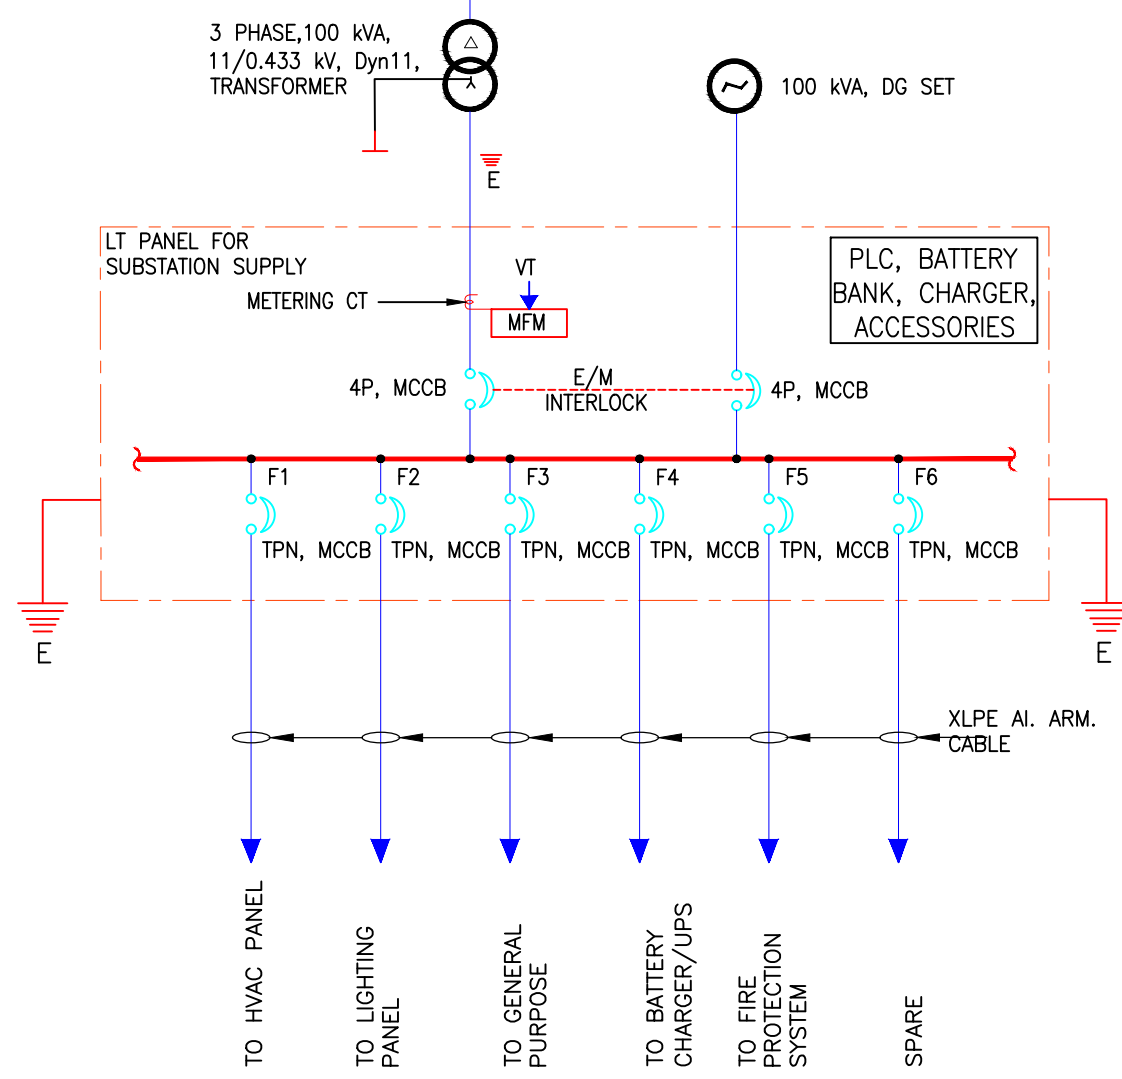 3 PHASE,100 kVA,
11/0.433 kV, Dyn11,
TRANSFORMER
100 kVA, DG SET
E
LT PANEL FOR
SUBSTATION SUPPLY
PLC, BATTERY
BANK, CHARGER,
ACCESSORIES
VT
METERING CT
MFM
4P, MCCB
E/M
INTERLOCK
4P, MCCB
F1
F2
F3
F4
F5
F6
TPN, MCCB
TPN, MCCB
TPN, MCCB
TPN, MCCB
TPN, MCCB
TPN, MCCB
E
E
XLPE Al. ARM.
CABLE
TO HVAC PANEL
TO LIGHTING
PANEL
TO GENERAL
PURPOSE
TO BATTERY
CHARGER/UPS
TO FIRE
PROTECTION
SYSTEM
SPARE